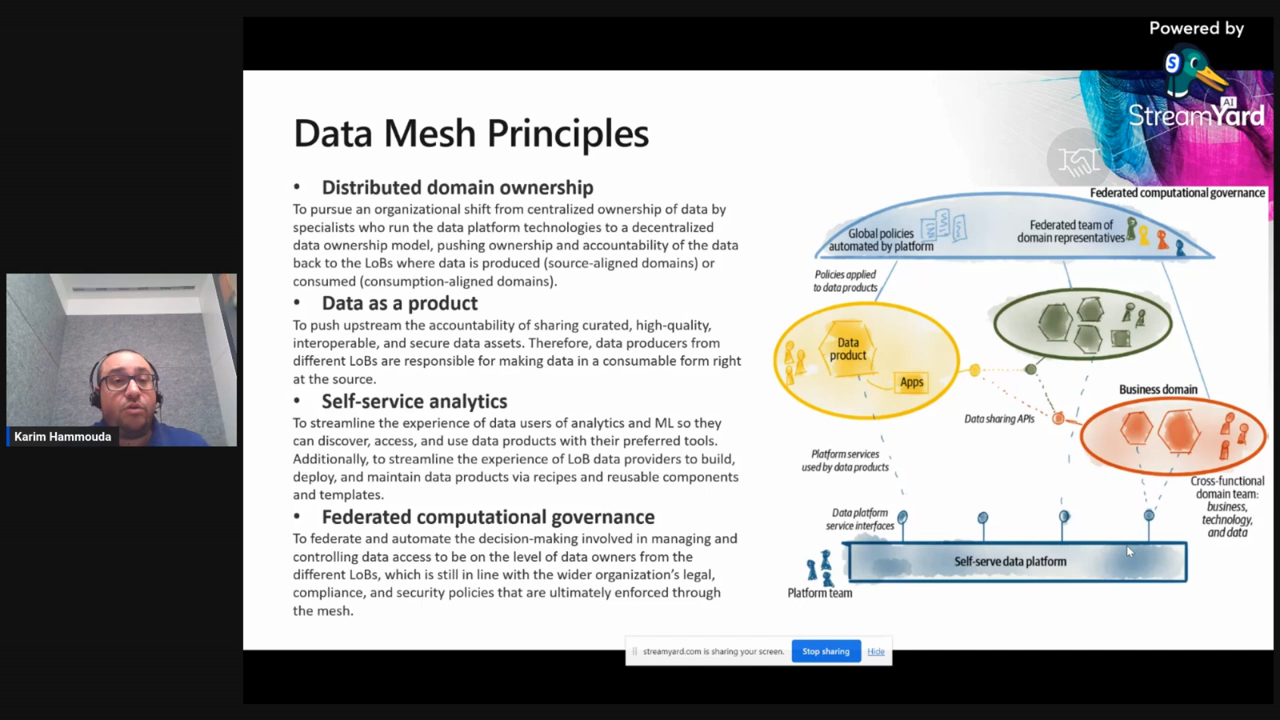 Powered by
StreamYard
AI
S
Data Mesh Principles
• Distributed domain ownership
To pursue an organizational shift from centralized ownership of data by
specialists who run the data platform technologies to a decentralized
data ownership model, pushing ownership and accountability of the data
back to the LoBs where data is produced (source-aligned domains) or
consumed (consumption-aligned domains).
• Data as a product
To push upstream the accountability of sharing curated, high-quality,
interoperable, and secure data assets. Therefore, data producers from
different LoBs are responsible for making data in a consumable form right
at the source.
• Self-service analytics
To streamline the experience of data users of analytics and ML so they
can discover, access, and use data products with their preferred tools.
Additionally, to streamline the experience of LoB data providers to build,
deploy, and maintain data products via recipes and reusable components
and templates.
• Federated computational governance
To federate and automate the decision-making involved in managing and
controlling data access to be on the level of data owners from the
different LoBs, which is still in line with the wider organization's legal,
compliance, and security policies that are ultimately enforced through
the mesh.
Federated computational governance
Global policies
automated by platform
Federated team of
domain representatives
Policies applied
to data products
Data
product
Apps
Business domain
Data sharing APIs
Platform services
used by data products
Cross-functional
domain team:
business,
technology,
and data
Data platform
service interfaces
Self-serve data platform
Platform team
Karim Hammouda
streamyard.com is sharing your screen.
Stop sharing
Hide